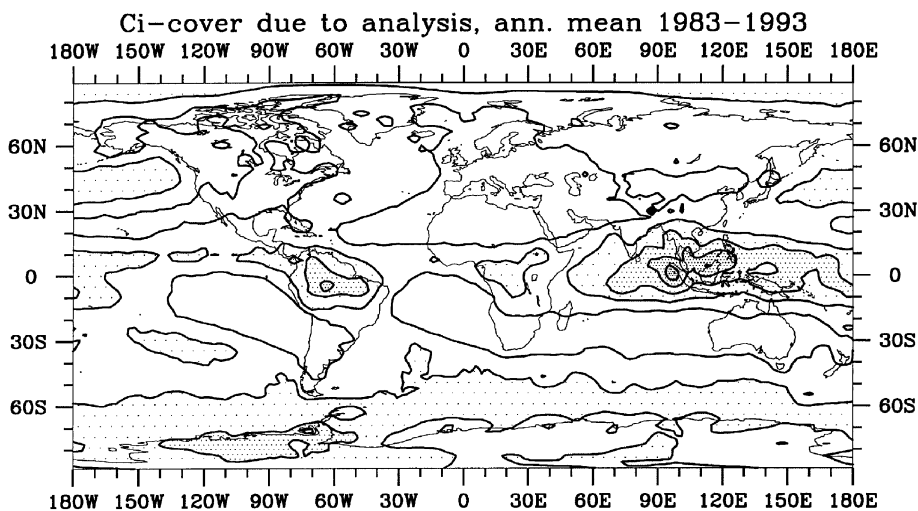 Ci-cover due to analysis, ann. mean 1983-1993
180W 150W 120W 90W 60W 30W 0 30E 60E 90E 120E 150E 180E
60N 60N
30N 30N
0 0
30S 30S
60S 60S
180W 150W 120W 90W 60W 30W 0 30E 60E 90E 120E 150E 180E